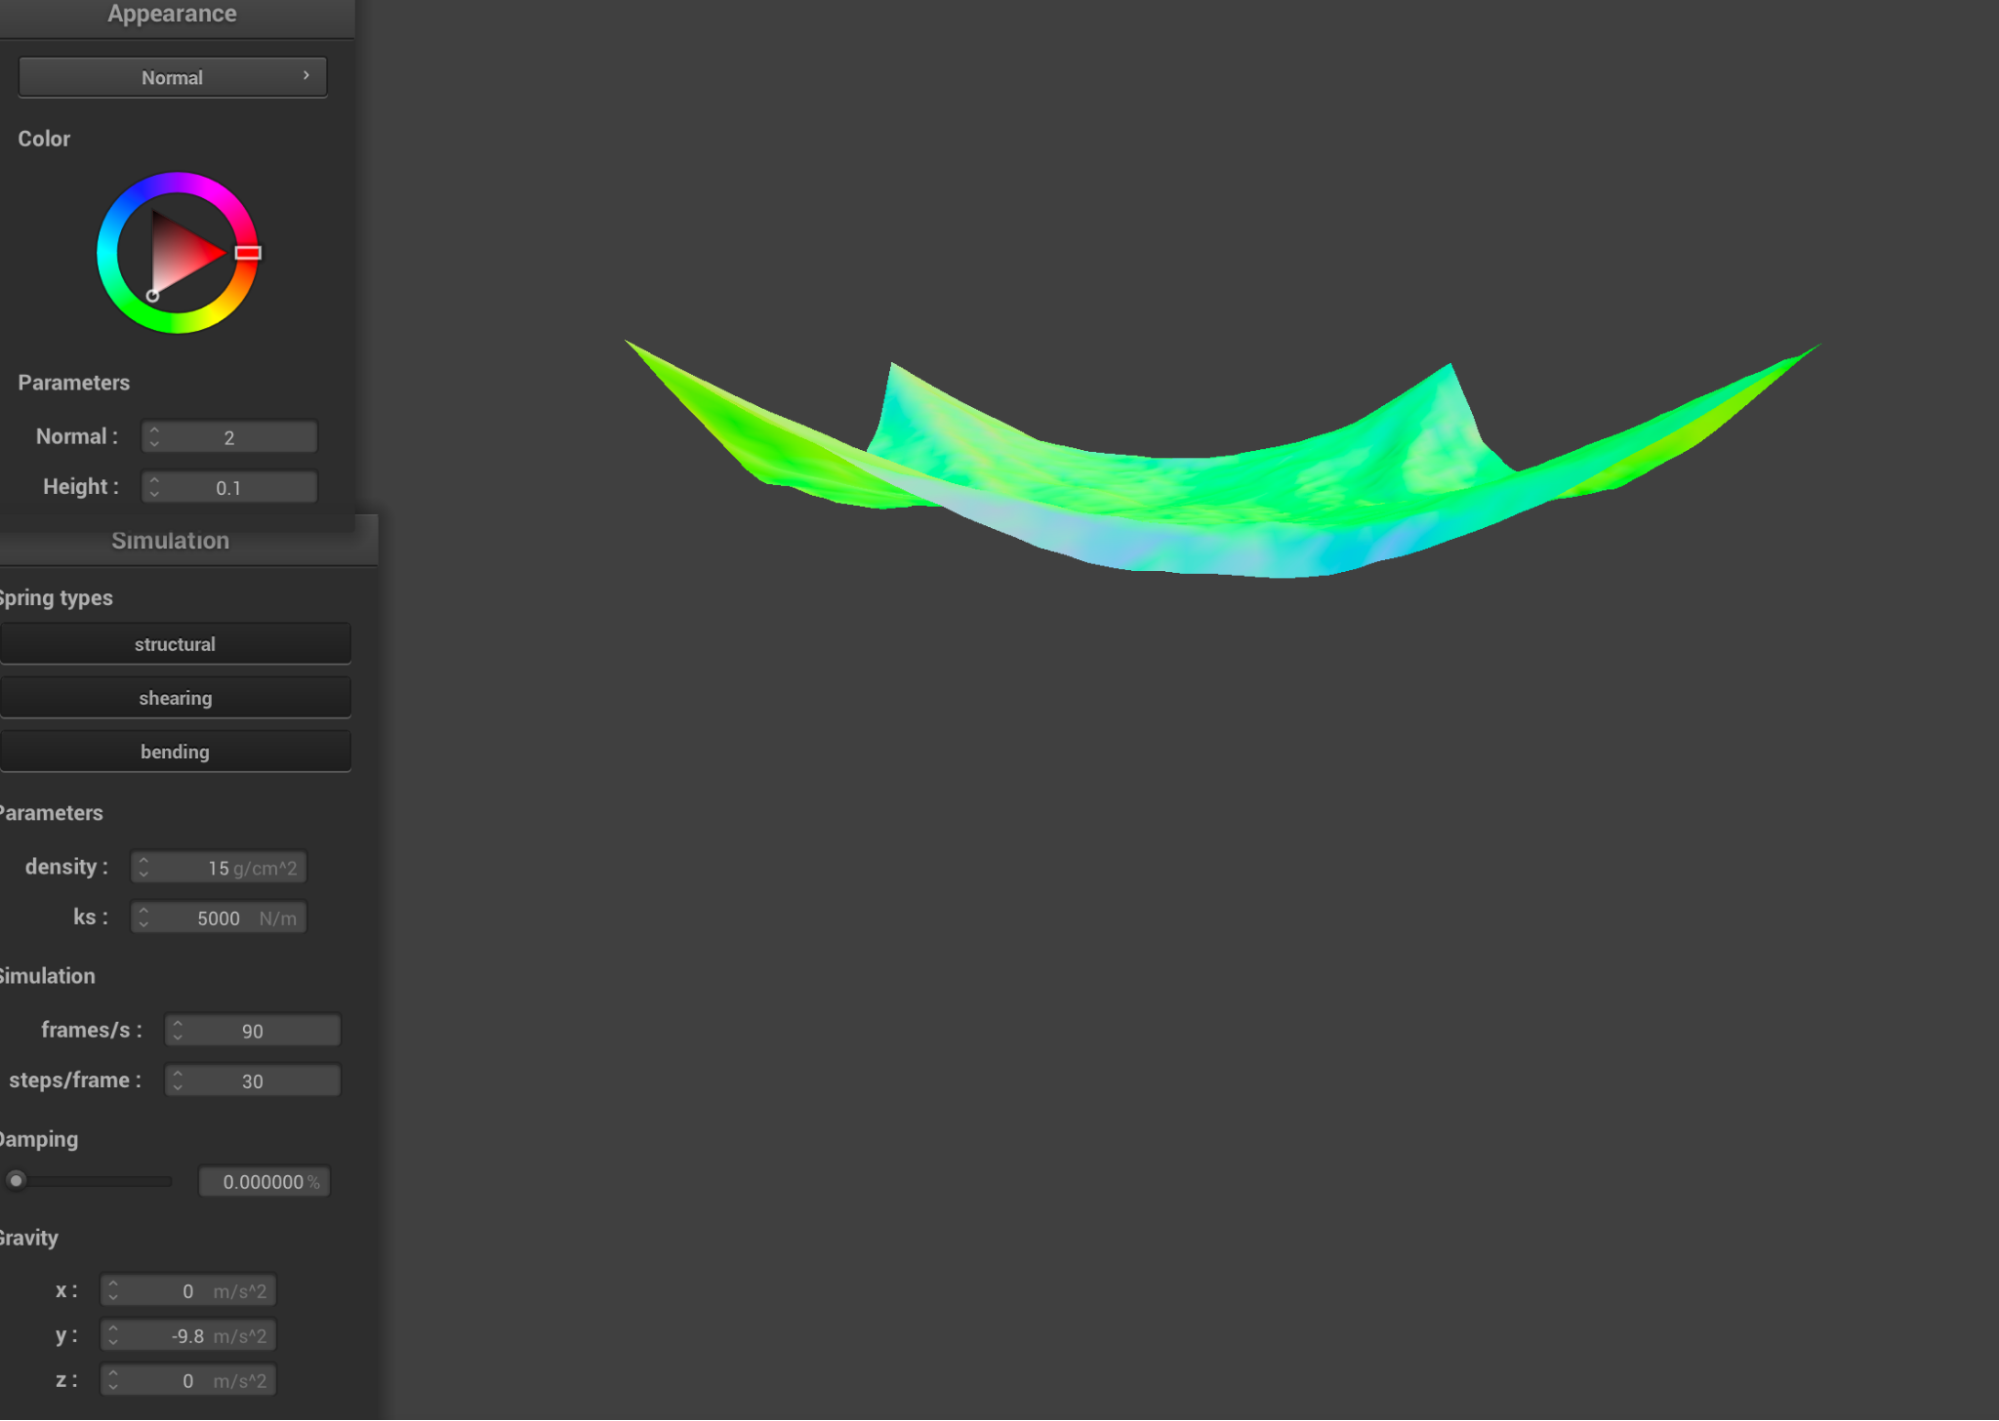 Appearance
Normal
Color
Parameters
Normal : 2
Height : 0.1
Simulation
Spring types
structural
shearing
bending
Parameters
density : 15 g/cm^2
ks : 5000 N/m
Simulation
frames/s : 90
steps/frame : 30
Damping
0.000000 %
Gravity
x : 0 m/s^2
y : -9.8 m/s^2
z : 0 m/s^2